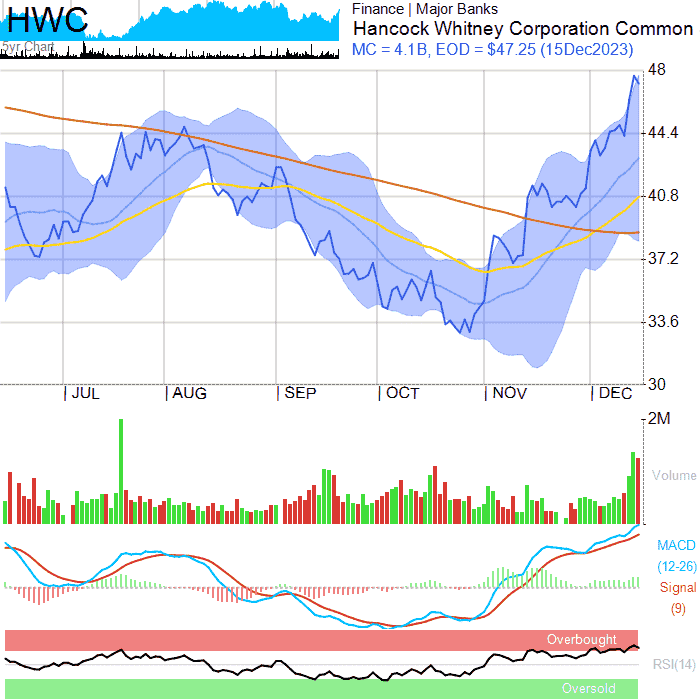 HWC
5yr Chart
Finance | Major Banks
Hancock Whitney Corporation Common
MC = 4.1B, EOD = $47.25 (15Dec2023)
48
44.4
40.8
37.2
33.6
30
JUL AUG SEP OCT NOV DEC
2M
Volume
MACD
(12-26)
Signal
(9)
Overbought
RSI(14)
Oversold